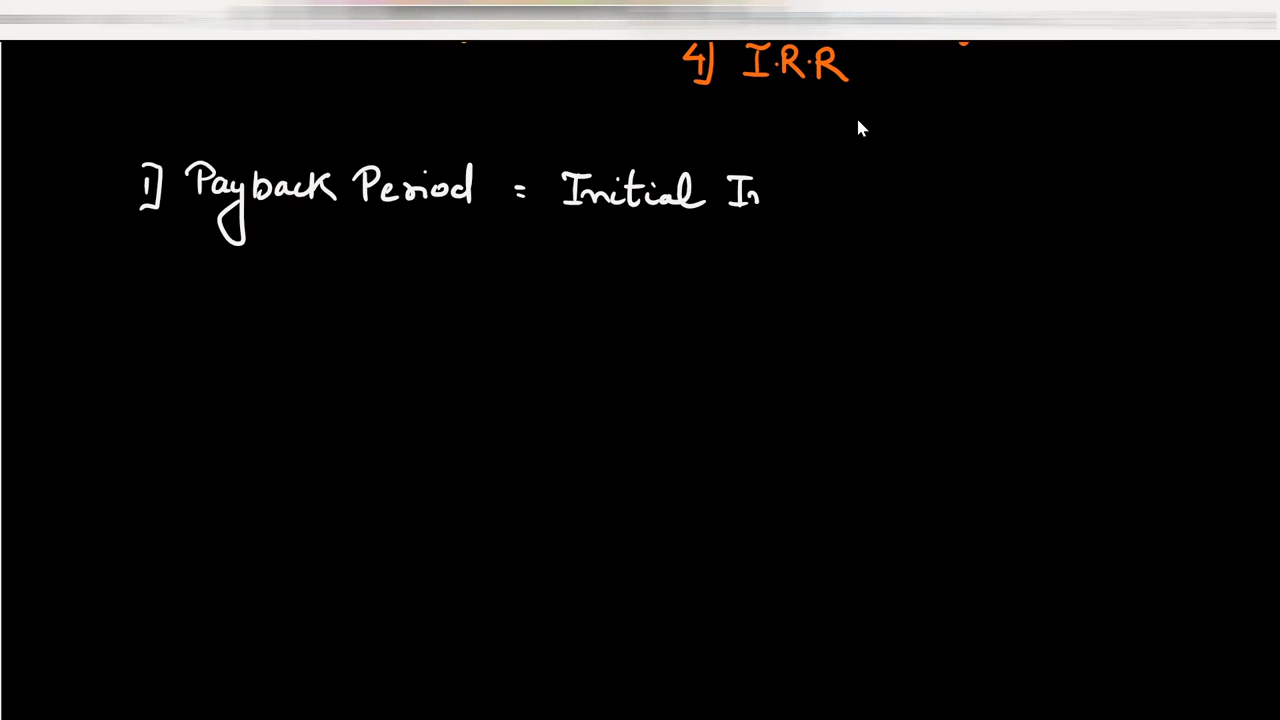 4] I.R.R
1] Payback Period = Initial In